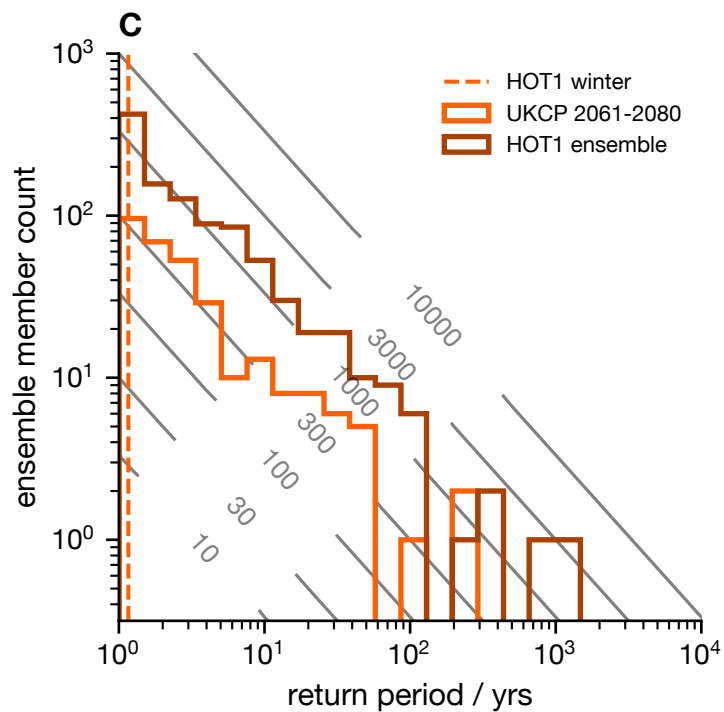 C
HOT1 winter
UKCP 2061-2080
HOT1 ensemble
10³
10²
10¹
10⁰
ensemble member count
10000
3000
1000
300
100
30
10
10⁰ 10¹ 10² 10³ 10⁴
return period / yrs